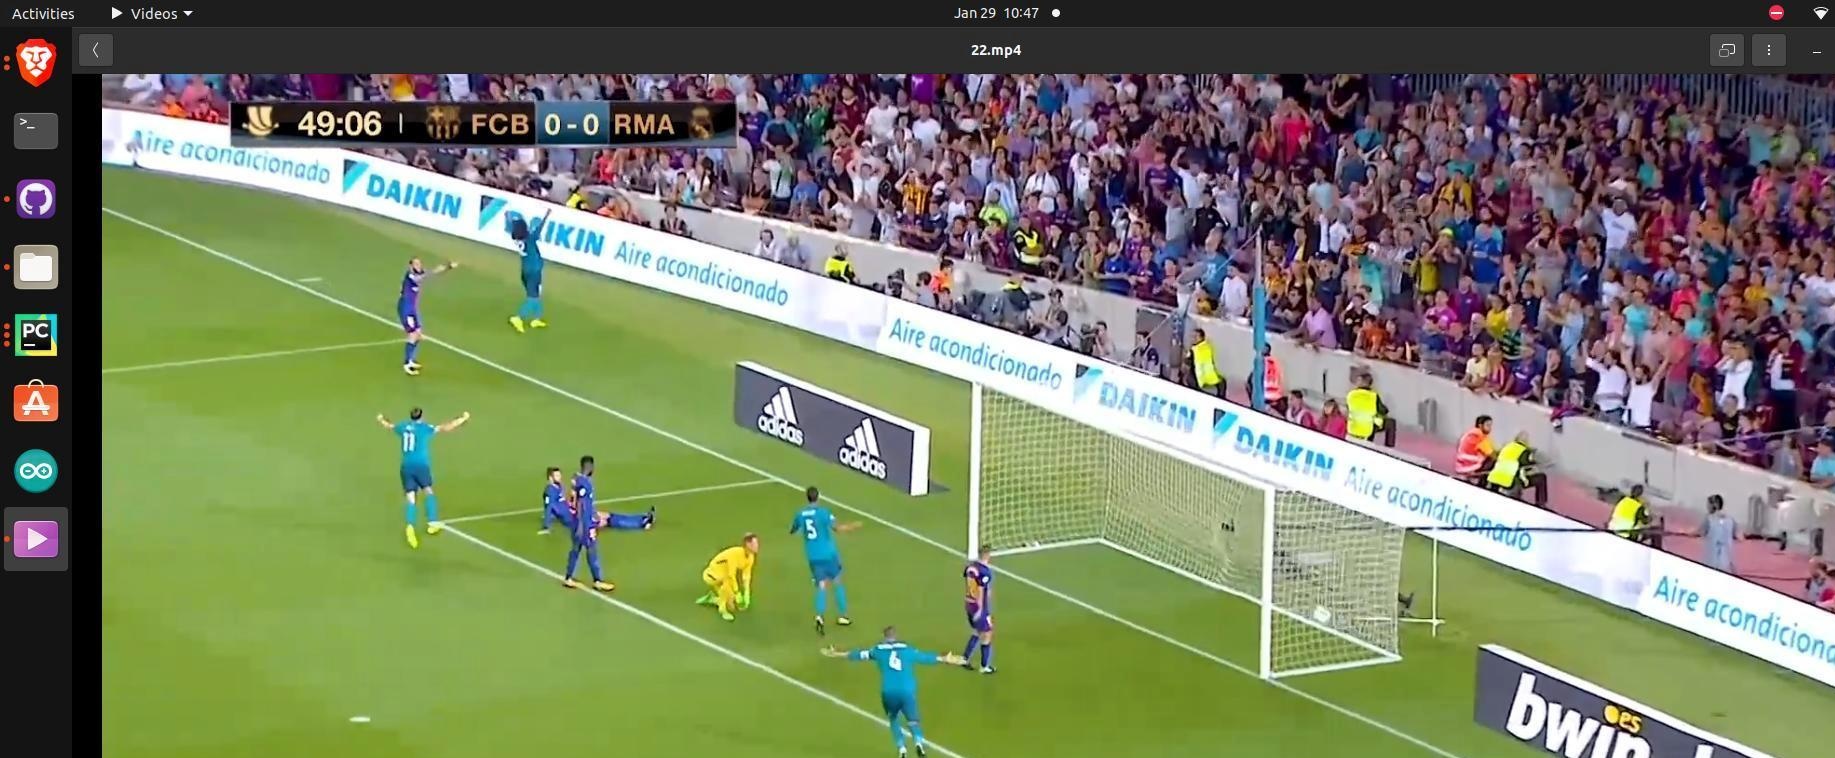 Activities Videos Jan 29 10:47
22.mp4
49:06 | FCB 0 - 0 RMA
Aire acondicionado DAIKIN DAIKIN Aire acondicionado
Aire acondicionado DAIKIN DAIKIN Aire acondicionado
Aire acondiciona
adidas adidas
11
5
4
bwin
es
>_
PC